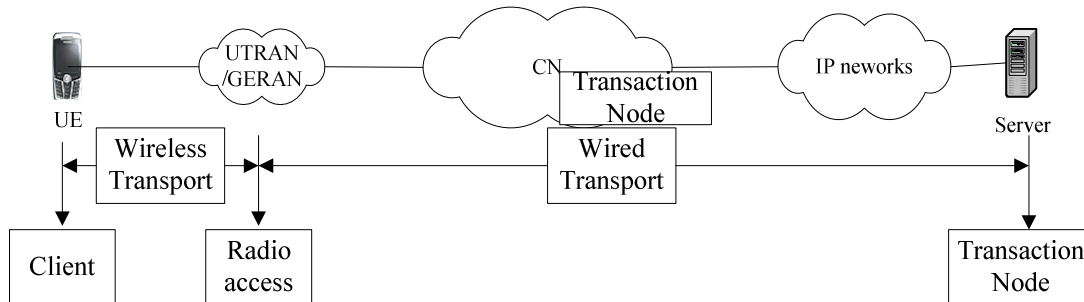 UTRAN
/GERAN
CN
IP neworks
Transaction
Node
UE
Server
Wireless
Transport
Wired
Transport
Client
Radio
access
Transaction
Node